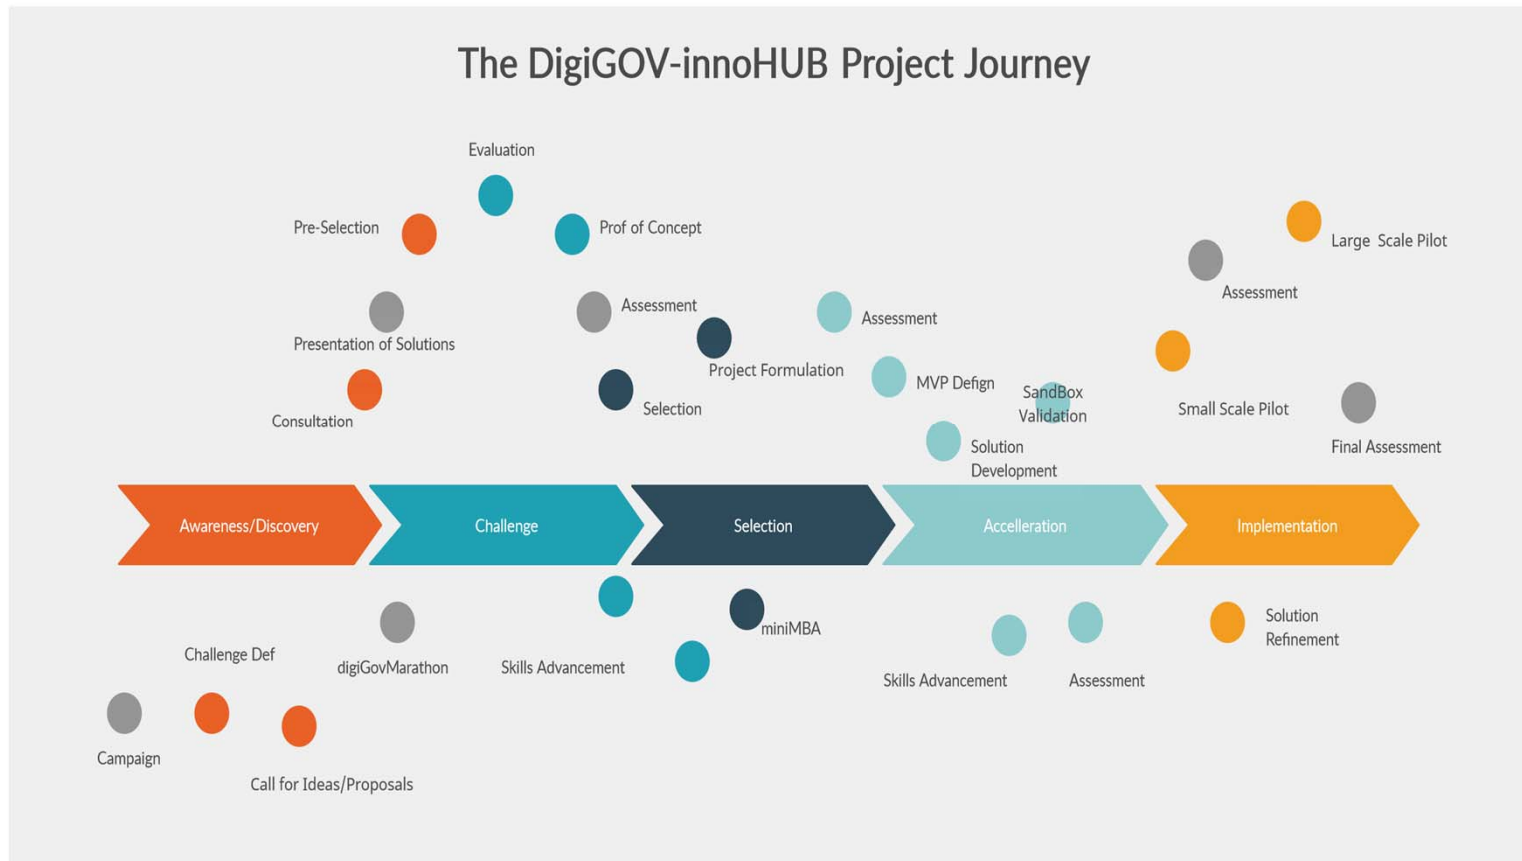 The DigiGOV-innoHUB Project Journey
Evaluation
Pre-Selection
Prof of Concept
Large  Scale Pilot
Assessment
Assessment
Assessment
Presentation of Solutions
Project Formulation
MVP Defign
SandBox
Validation
Selection
Small Scale Pilot
Consultation
Solution
Development
Final Assessment
Awareness/Discovery
Challenge
Selection
Accelleration
Implementation
Solution
Refinement
miniMBA
Challenge Def
digiGovMarathon
Skills Advancement
Skills Advancement
Assessment
Campaign
Call for Ideas/Proposals